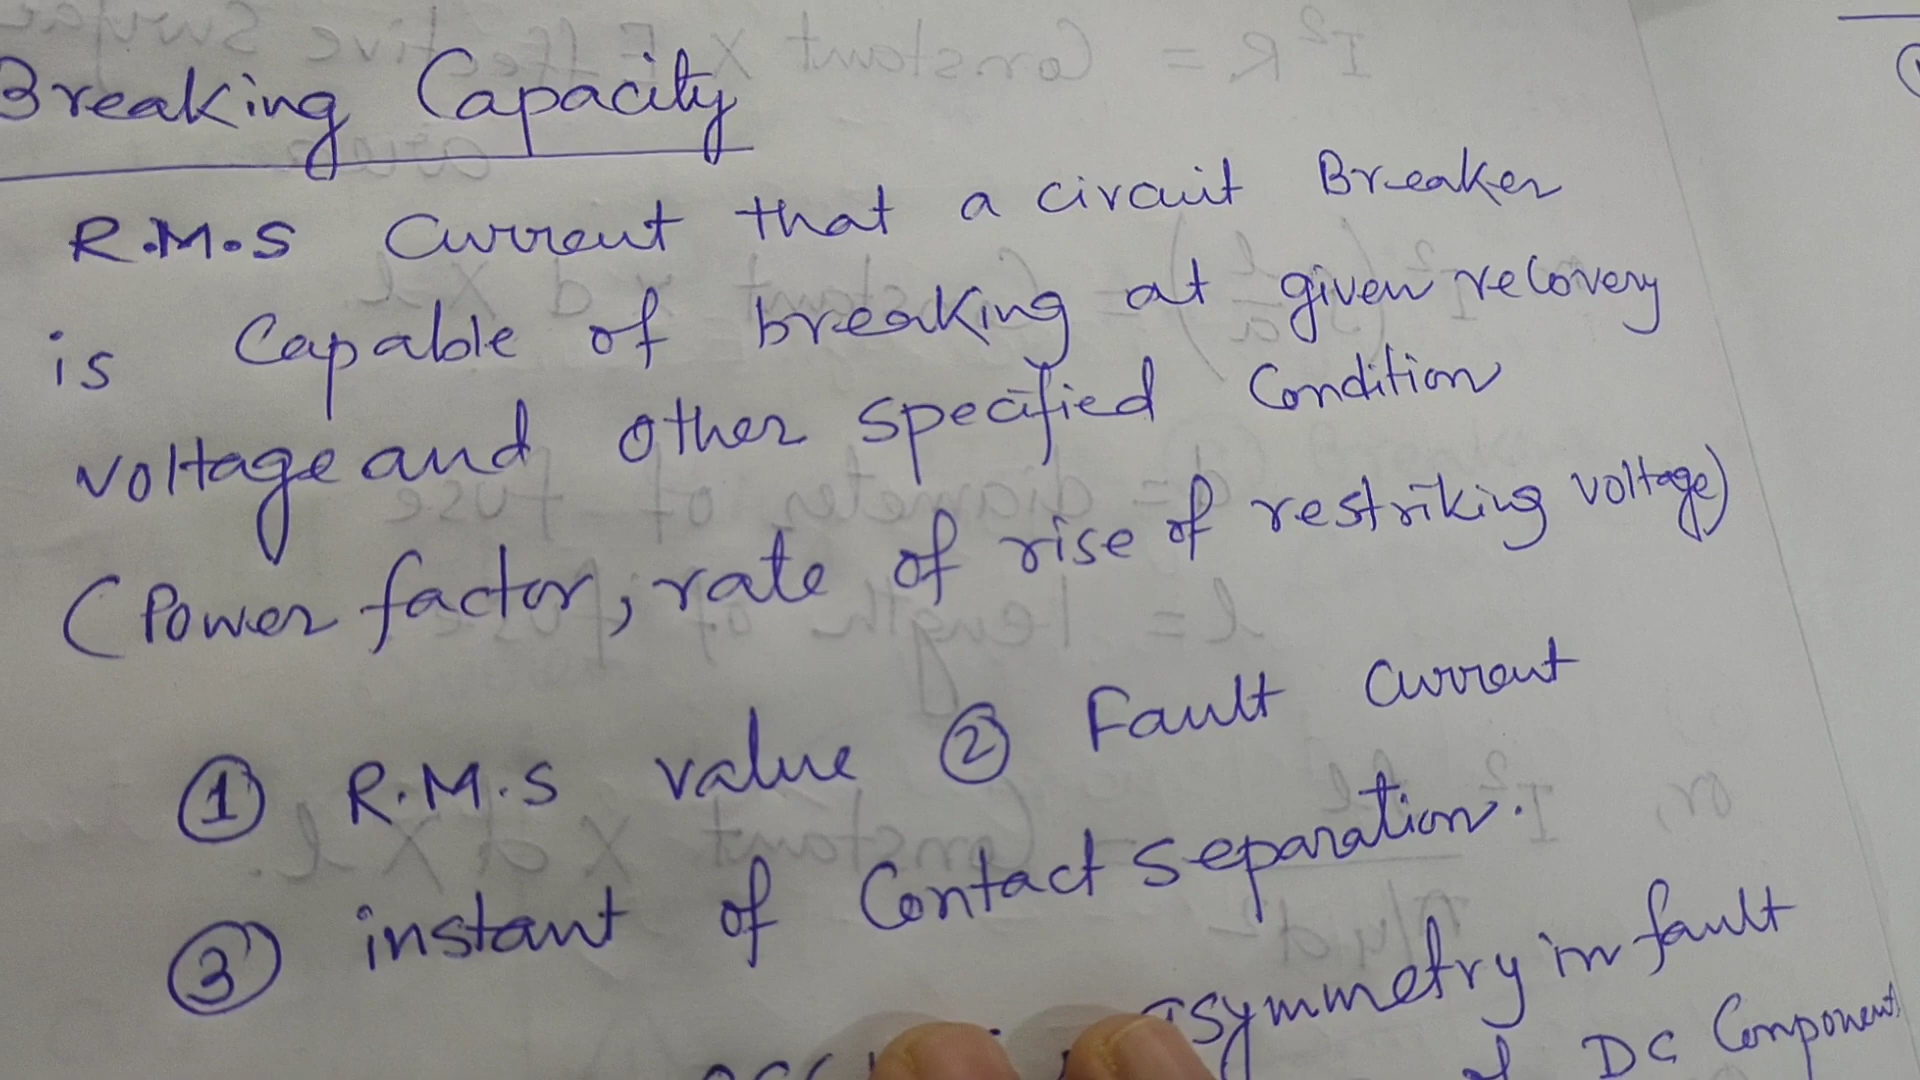 Breaking Capacity
R.M.S Current that a circuit Breaker
is Capable of breaking at given recovery
voltage and other specified Condition
(Power factor, rate of rise of restriking voltage)
① R.M.S value ② Fault Current
③ instant of Contact separation.
asymmetry in fault
DC Component